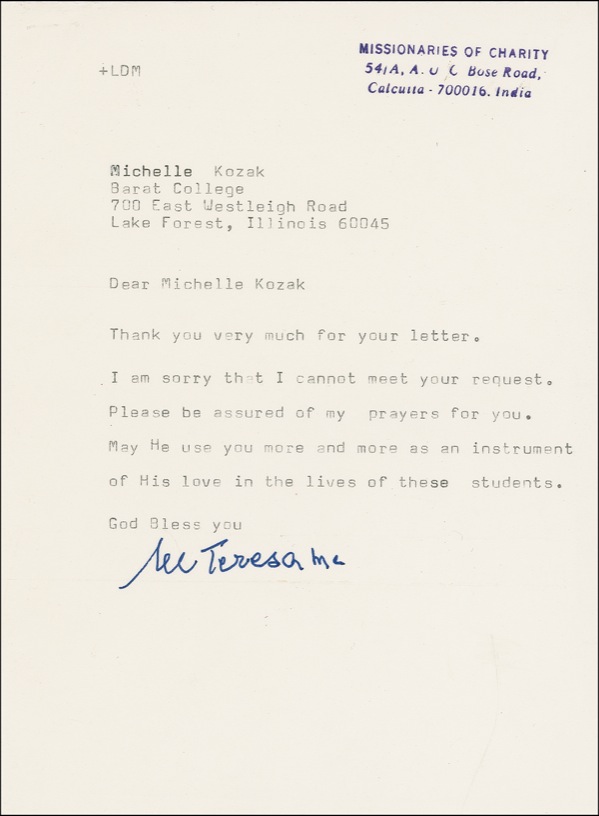 MISSIONARIES OF CHARITY
54/A, A. J C Bose Road,
Calcutta - 700016. India
+LDM
Michelle Kozak
Barat College
700 East Westleigh Road
Lake Forest, Illinois 60045
Dear Michelle Kozak
Thank you very much for your letter.
I am sorry that I cannot meet your request.
Please be assured of my prayers for you.
May He use you more and more as an instrument
of His love in the lives of these students.
God Bless you
Teresa mc